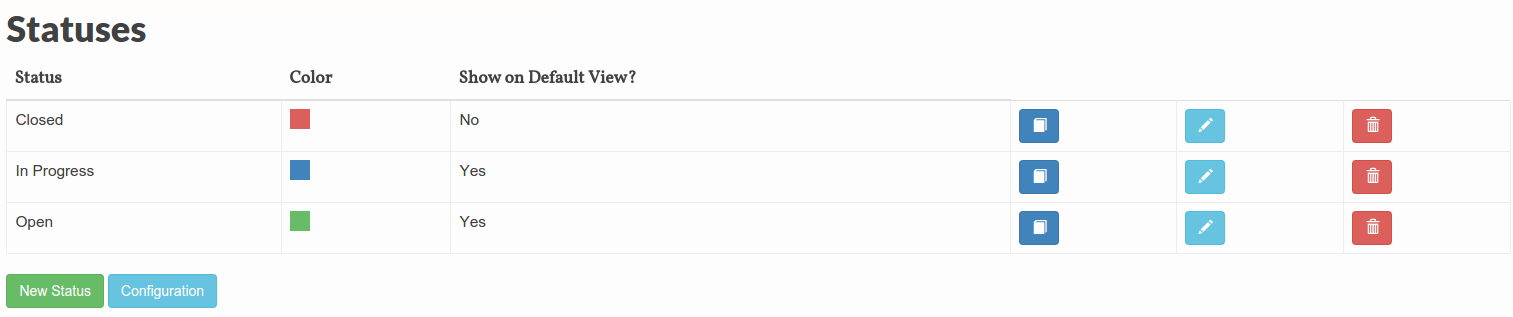 Statuses
Status Color Show on Default View?
Closed No
In Progress Yes
Open Yes
New Status Configuration